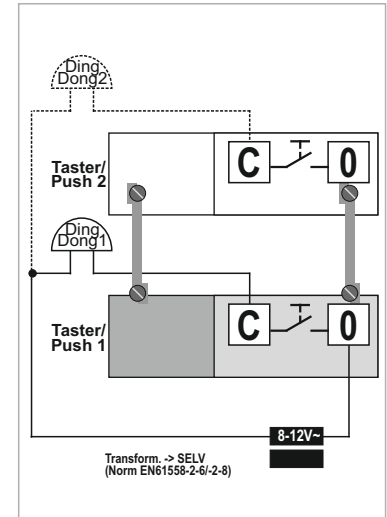 Ding
Dong2
Taster/
Push 2
C
0
Ding
Dong1
Taster/
Push 1
C
0
8-12V~
Transform. -> SELV
(Norm EN61558-2-6/-2-8)